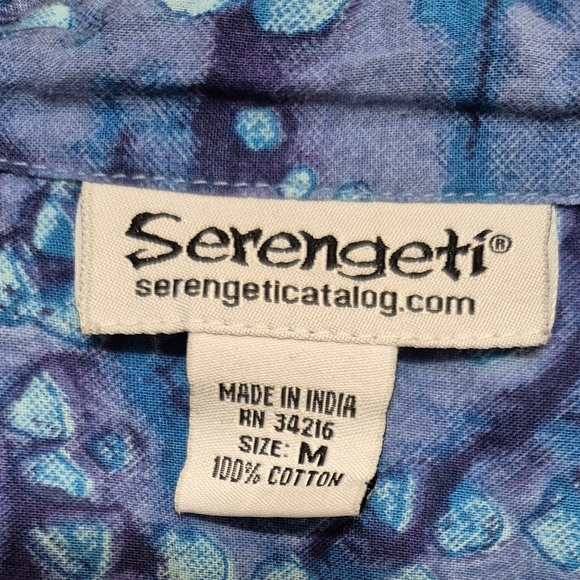 Serengeti®
serengeticatalog.com
MADE IN INDIA
RN 34216
SIZE: M
100% COTTON